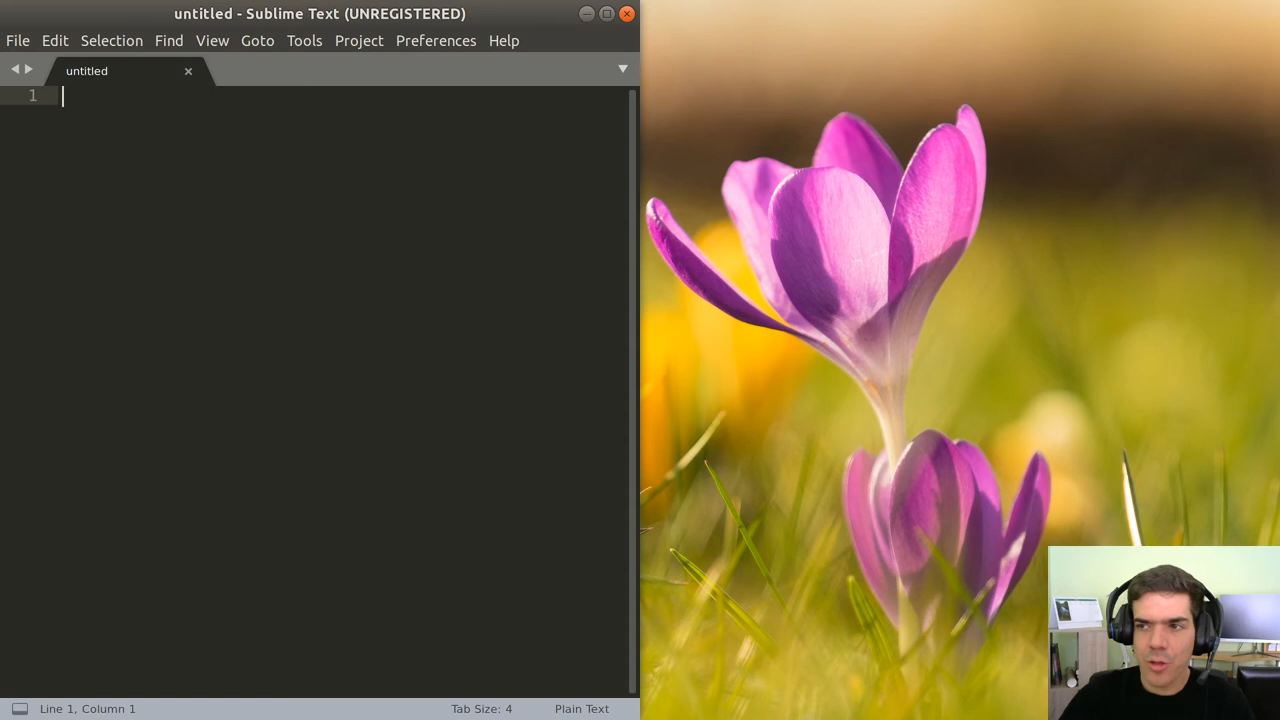 untitled - Sublime Text (UNREGISTERED)
File Edit Selection Find View Goto Tools Project Preferences Help
untitled
1
Line 1, Column 1 Tab Size: 4 Plain Text